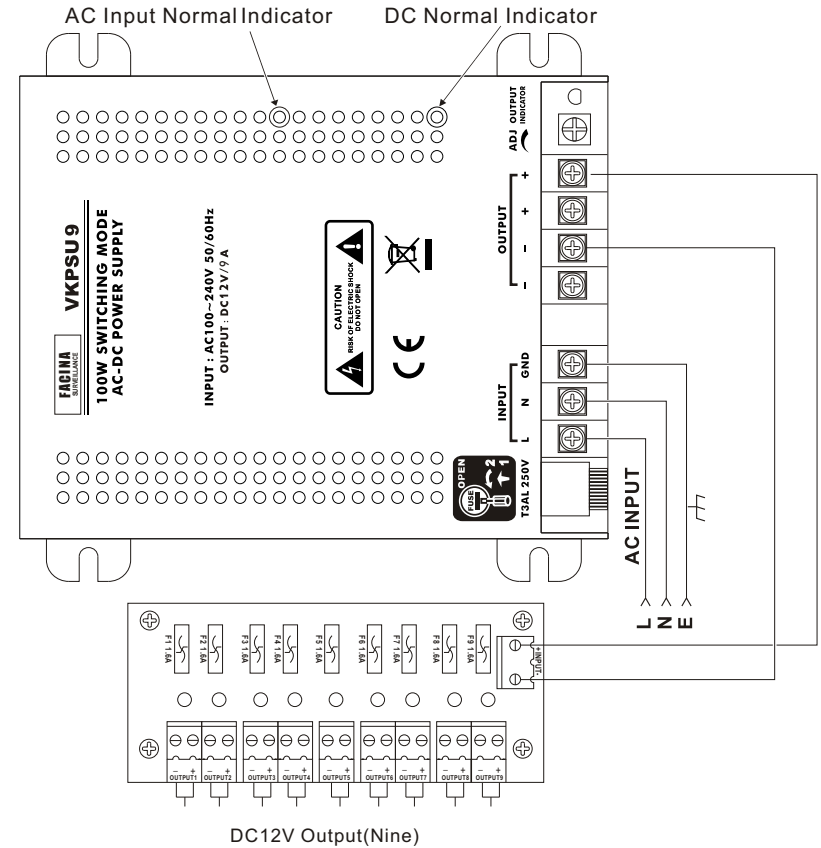 AC Input Normal Indicator
DC Normal Indicator
ADJ OUTPUT
INDICATOR
OUTPUT
+
+
-
-
INPUT
GND
N
L
VKPSU9
100W SWITCHING MODE
AC-DC POWER SUPPLY
FACINA
SURVEILLANCE
INPUT : AC100~240V 50/60Hz
OUTPUT : DC12V/9A
CAUTION
RISK OF ELECTRIC SHOCK
DO NOT OPEN
CE
OPEN
FUSE
2
1
T3AL 250V
AC INPUT
L N E
F1 1.6A
F2 1.6A
F3 1.6A
F4 1.6A
F5 1.6A
F6 1.6A
F7 1.6A
F8 1.6A
F9 1.6A
+INPUT-
- + - + - + - + - + - + - + - + - +
OUTPUT1 OUTPUT2 OUTPUT3 OUTPUT4 OUTPUT5 OUTPUT6 OUTPUT7 OUTPUT8 OUTPUT9
DC12V Output(Nine)